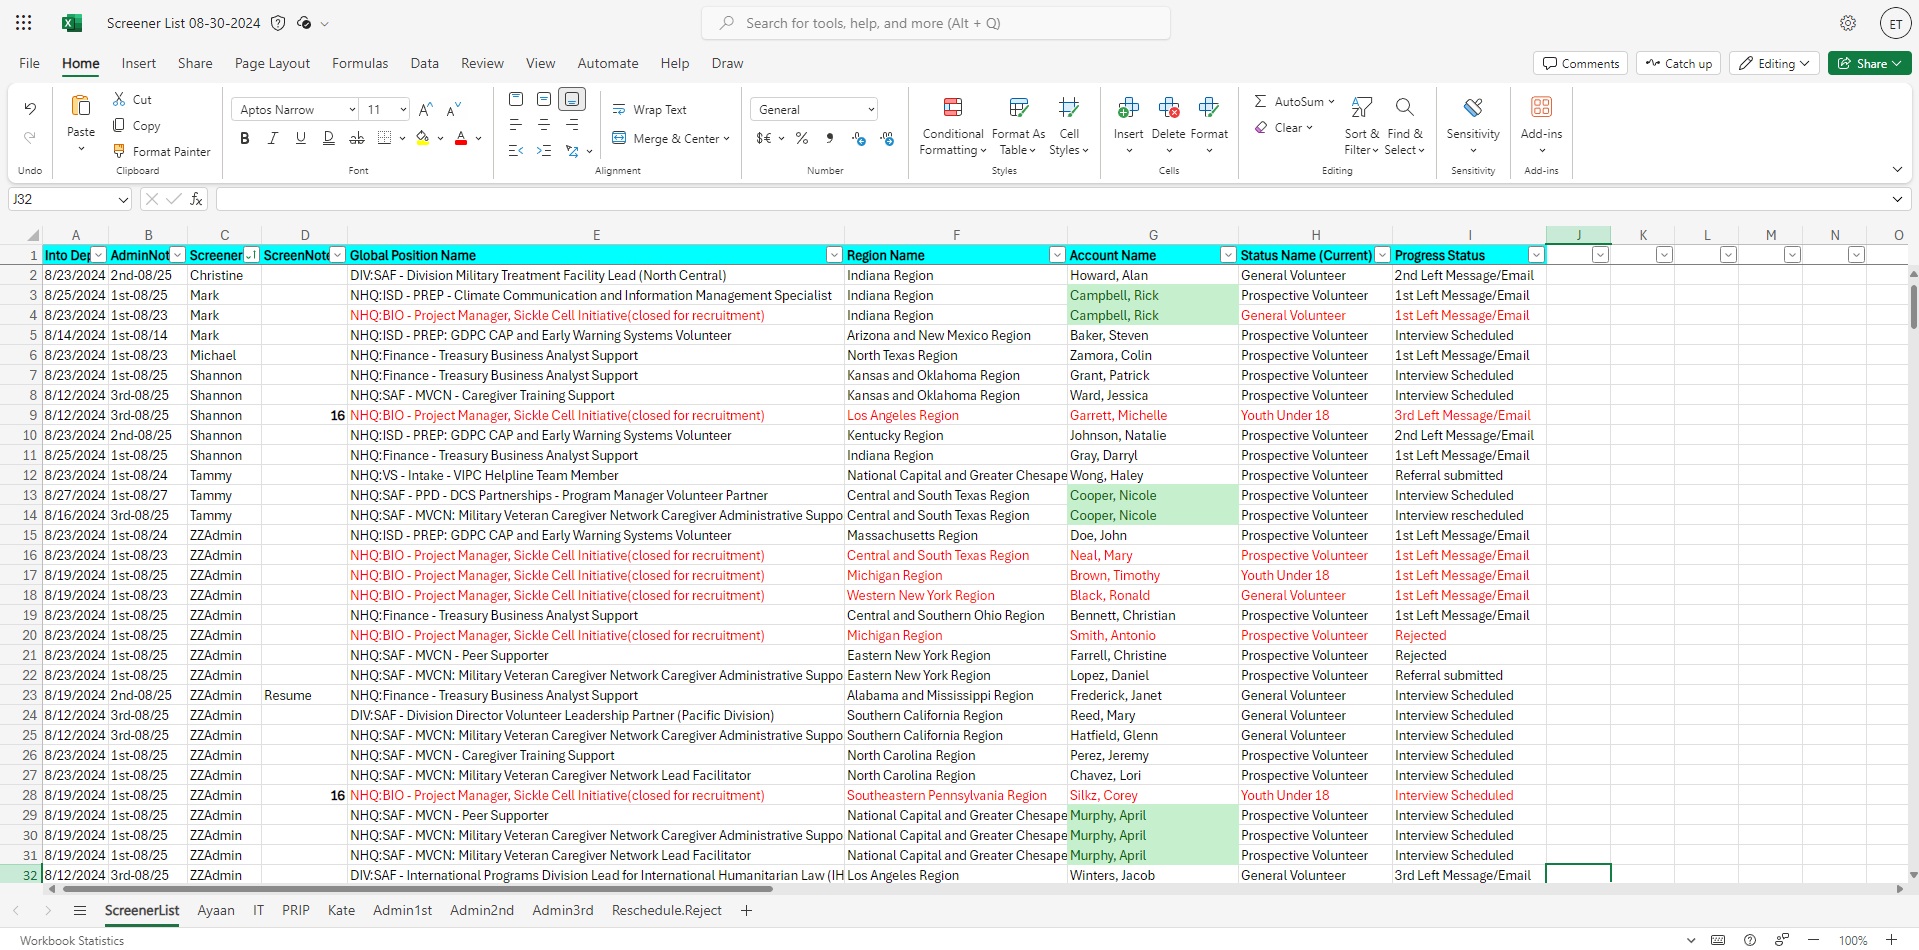 Screener List 08-30-2024
Search for tools, help, and more (Alt + Q)
ET
File Home Insert Share Page Layout Formulas Data Review View Automate Help Draw
Comments Catch up Editing Share
Paste Cut Copy Format Painter
Aptos Narrow 11
B I U D ab A
Wrap Text
Merge & Center
General
$€ % 9
Conditional Formatting Format As Table Cell Styles
Insert Delete Format
AutoSum
Clear
Sort & Filter Find & Select
Sensitivity
Add-ins
Undo Clipboard Font Alignment Number Styles Cells Editing Sensitivity Add-ins
J32 fx
A B C D E F G H I J K L M N O
1 Into Dep AdminNot Screener ScreenNote Global Position Name Region Name Account Name Status Name (Current) Progress Status
2 8/23/2024 2nd-08/25 Christine DIV:SAF - Division Military Treatment Facility Lead (North Central) Indiana Region Howard, Alan General Volunteer 2nd Left Message/Email
3 8/25/2024 1st-08/25 Mark NHQ:ISD - PREP - Climate Communication and Information Management Specialist Indiana Region Campbell, Rick Prospective Volunteer 1st Left Message/Email
4 8/23/2024 1st-08/23 Mark NHQ:BIO - Project Manager, Sickle Cell Initiative(closed for recruitment) Indiana Region Campbell, Rick General Volunteer 1st Left Message/Email
5 8/14/2024 1st-08/14 Mark NHQ:ISD - PREP: GDPC CAP and Early Warning Systems Volunteer Arizona and New Mexico Region Baker, Steven Prospective Volunteer Interview Scheduled
6 8/23/2024 1st-08/23 Michael NHQ:Finance - Treasury Business Analyst Support North Texas Region Zamora, Colin Prospective Volunteer 1st Left Message/Email
7 8/23/2024 1st-08/25 Shannon NHQ:Finance - Treasury Business Analyst Support Kansas and Oklahoma Region Grant, Patrick Prospective Volunteer Interview Scheduled
8 8/12/2024 3rd-08/25 Shannon NHQ:SAF - MVCN - Caregiver Training Support Kansas and Oklahoma Region Ward, Jessica Prospective Volunteer Interview Scheduled
9 8/12/2024 3rd-08/25 Shannon 16 NHQ:BIO - Project Manager, Sickle Cell Initiative(closed for recruitment) Los Angeles Region Garrett, Michelle Youth Under 18 3rd Left Message/Email
10 8/23/2024 2nd-08/25 Shannon NHQ:ISD - PREP: GDPC CAP and Early Warning Systems Volunteer Kentucky Region Johnson, Natalie Prospective Volunteer 2nd Left Message/Email
11 8/25/2024 1st-08/25 Shannon NHQ:Finance - Treasury Business Analyst Support Indiana Region Gray, Darryl Prospective Volunteer 1st Left Message/Email
12 8/23/2024 1st-08/24 Tammy NHQ:VS - Intake - VIPC Helpline Team Member National Capital and Greater Chesape Wong, Haley Prospective Volunteer Referral submitted
13 8/27/2024 1st-08/27 Tammy NHQ:SAF - PPD - DCS Partnerships - Program Manager Volunteer Partner Central and South Texas Region Cooper, Nicole Prospective Volunteer Interview Scheduled
14 8/16/2024 3rd-08/25 Tammy NHQ:SAF - MVCN: Military Veteran Caregiver Network Caregiver Administrative Suppo Central and South Texas Region Cooper, Nicole Prospective Volunteer Interview rescheduled
15 8/23/2024 1st-08/24 ZZAdmin NHQ:ISD - PREP: GDPC CAP and Early Warning Systems Volunteer Massachusetts Region Doe, John Prospective Volunteer 1st Left Message/Email
16 8/23/2024 1st-08/23 ZZAdmin NHQ:BIO - Project Manager, Sickle Cell Initiative(closed for recruitment) Central and South Texas Region Neal, Mary Prospective Volunteer 1st Left Message/Email
17 8/19/2024 1st-08/25 ZZAdmin NHQ:BIO - Project Manager, Sickle Cell Initiative(closed for recruitment) Michigan Region Brown, Timothy Youth Under 18 1st Left Message/Email
18 8/19/2024 1st-08/23 ZZAdmin NHQ:BIO - Project Manager, Sickle Cell Initiative(closed for recruitment) Western New York Region Black, Ronald General Volunteer 1st Left Message/Email
19 8/23/2024 1st-08/25 ZZAdmin NHQ:Finance - Treasury Business Analyst Support Central and Southern Ohio Region Bennett, Christian Prospective Volunteer 1st Left Message/Email
20 8/23/2024 1st-08/25 ZZAdmin NHQ:BIO - Project Manager, Sickle Cell Initiative(closed for recruitment) Michigan Region Smith, Antonio Prospective Volunteer Rejected
21 8/23/2024 1st-08/25 ZZAdmin NHQ:SAF - MVCN - Peer Supporter Eastern New York Region Farrell, Christine Prospective Volunteer Rejected
22 8/23/2024 1st-08/25 ZZAdmin NHQ:SAF - MVCN: Military Veteran Caregiver Network Caregiver Administrative Suppo Eastern New York Region Lopez, Daniel Prospective Volunteer Referral submitted
23 8/19/2024 2nd-08/25 ZZAdmin Resume NHQ:Finance - Treasury Business Analyst Support Alabama and Mississippi Region Frederick, Janet General Volunteer Interview Scheduled
24 8/12/2024 3rd-08/25 ZZAdmin DIV:SAF - Division Director Volunteer Leadership Partner (Pacific Division) Southern California Region Reed, Mary General Volunteer Interview Scheduled
25 8/12/2024 3rd-08/25 ZZAdmin NHQ:SAF - MVCN: Military Veteran Caregiver Network Caregiver Administrative Suppo Southern California Region Hatfield, Glenn General Volunteer Interview Scheduled
26 8/23/2024 1st-08/25 ZZAdmin NHQ:SAF - MVCN - Caregiver Training Support North Carolina Region Perez, Jeremy Prospective Volunteer Interview Scheduled
27 8/23/2024 1st-08/25 ZZAdmin NHQ:SAF - MVCN: Military Veteran Caregiver Network Lead Facilitator North Carolina Region Chavez, Lori Prospective Volunteer Interview Scheduled
28 8/19/2024 1st-08/25 ZZAdmin 16 NHQ:BIO - Project Manager, Sickle Cell Initiative(closed for recruitment) Southeastern Pennsylvania Region Silkz, Corey Youth Under 18 Interview Scheduled
29 8/19/2024 1st-08/25 ZZAdmin NHQ:SAF - MVCN - Peer Supporter National Capital and Greater Chesape Murphy, April Prospective Volunteer Interview Scheduled
30 8/19/2024 1st-08/25 ZZAdmin NHQ:SAF - MVCN: Military Veteran Caregiver Network Caregiver Administrative Suppo National Capital and Greater Chesape Murphy, April Prospective Volunteer Interview Scheduled
31 8/19/2024 1st-08/25 ZZAdmin NHQ:SAF - MVCN: Military Veteran Caregiver Network Lead Facilitator National Capital and Greater Chesape Murphy, April Prospective Volunteer Interview Scheduled
32 8/12/2024 3rd-08/25 ZZAdmin DIV:SAF - International Programs Division Lead for International Humanitarian Law (IH Los Angeles Region Winters, Jacob General Volunteer 3rd Left Message/Email
ScreenerList Ayaan IT PRIP Kate Admin1st Admin2nd Admin3rd Reschedule.Reject
Workbook Statistics 100%